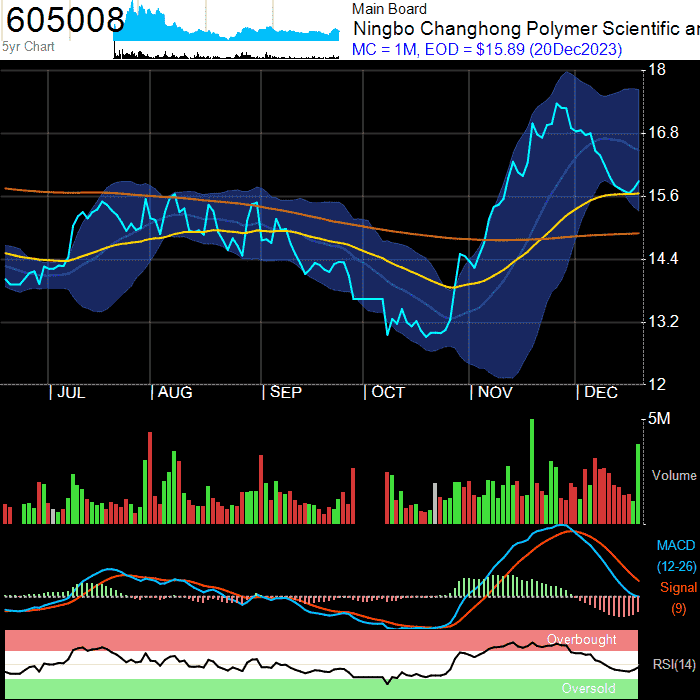 605008
5yr Chart
Main Board
Ningbo Changhong Polymer Scientific
MC = 1M, EOD = $15.89 (20Dec2023)
18
16.8
15.6
14.4
13.2
12
| JUL | AUG | SEP | OCT | NOV | DEC
5M
Volume
MACD
(12-26)
Signal
(9)
Overbought
RSI(14)
Oversold